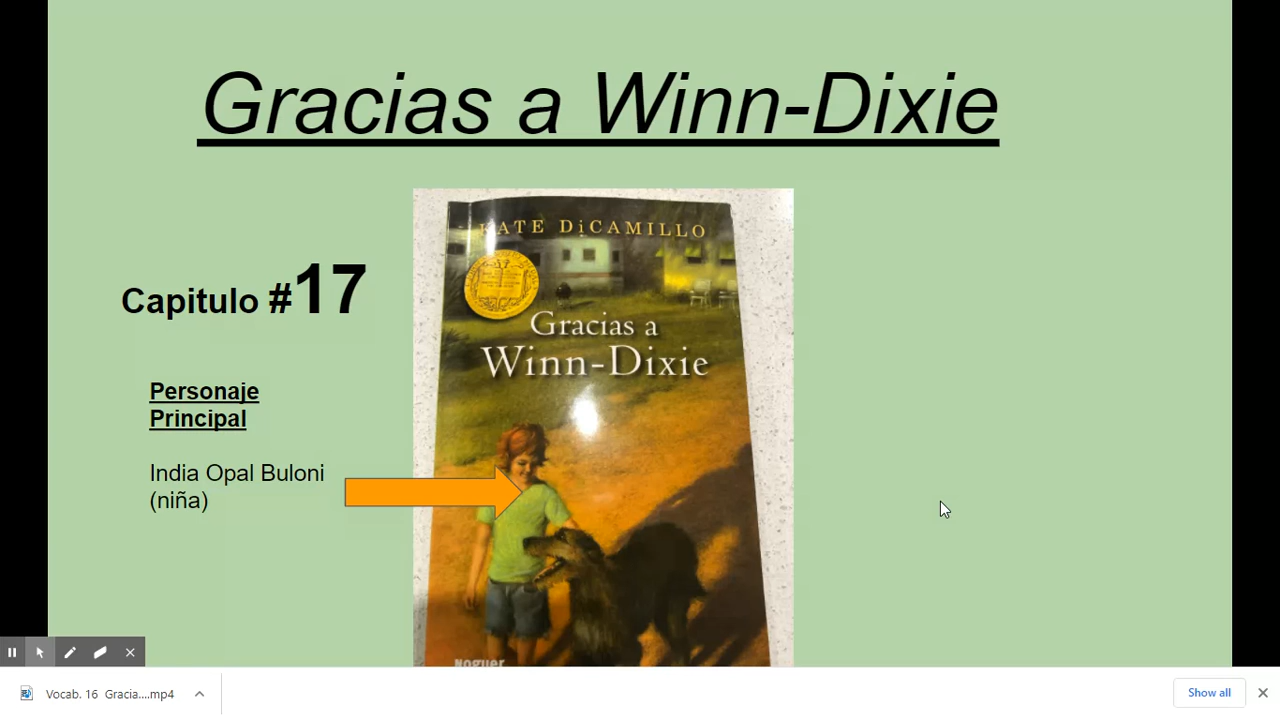 Gracias a Winn-Dixie
Capitulo #17
Personaje
Principal
India Opal Buloni
(niña)
KATE DiCAMILLO
Gracias a
Winn-Dixie
Noguer
Vocab. 16 Gracia....mp4
Show all